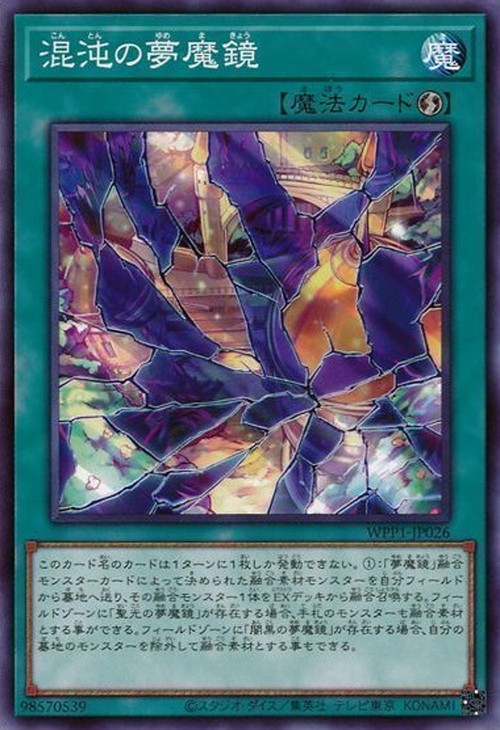 混沌の夢魔鏡
魔
【魔法カード】
WPP1-JP026
このカード名のカードは1ターンに1枚しか発動できない。①:「夢魔鏡」融合
モンスターカードによって決められた融合素材モンスターを自分フィールド
から墓地へ送り、その融合モンスター1体をEXデッキから融合召喚する。フィー
ルドゾーンに「聖光の夢魔鏡」が存在する場合、手札のモンスターも融合素材
とする事ができる。フィールドゾーンに「闇黒の夢魔鏡」が存在する場合、自分の
墓地のモンスターを除外して融合素材とする事もできる。
98570539
©スタジオ・ダイス/集英社 テレビ東京 KONAMI